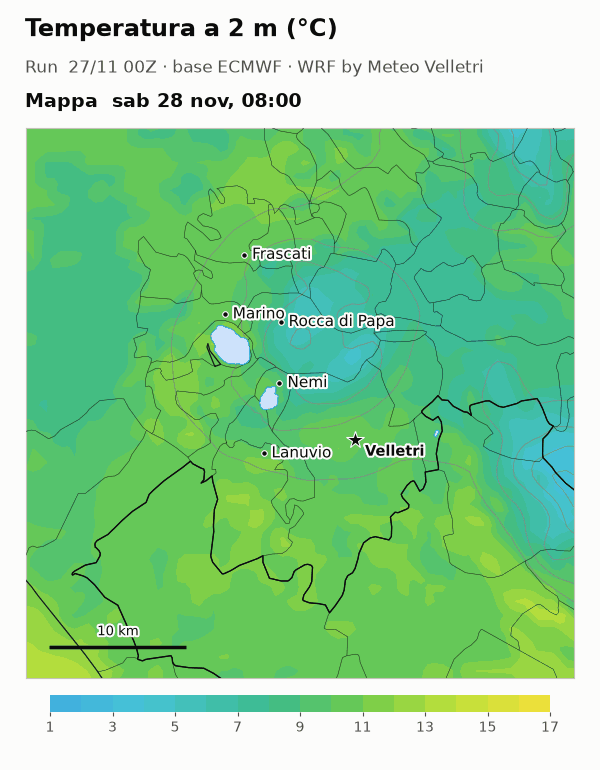 Temperatura a 2 m (°C)
Run  27/11 00Z · base ECMWF · WRF by Meteo Velletri
Mappa  sab 28 nov, 08:00
Frascati
Marino
Rocca di Papa
Nemi
Velletri
Lanuvio
10 km
1 3 5 7 9 11 13 15 17